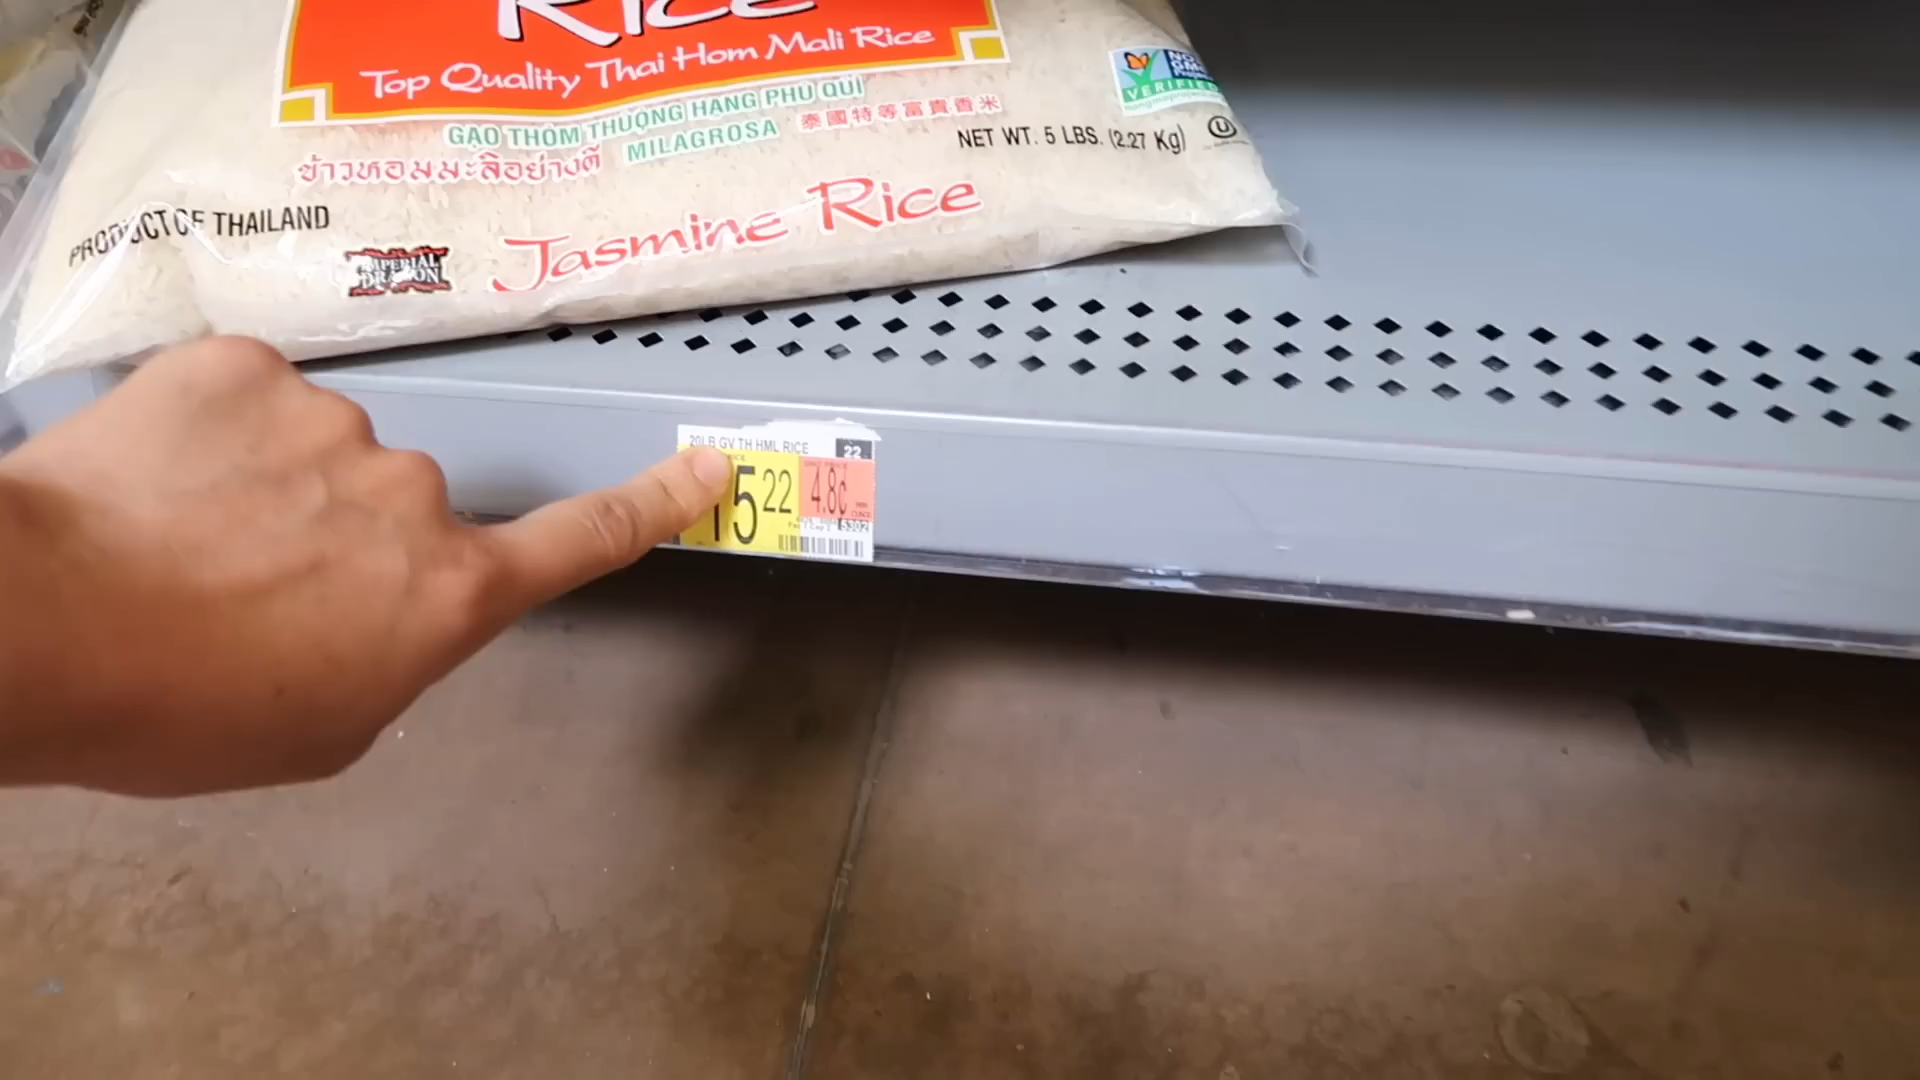 Rice
Top Quality Thai Hom Mali Rice
GẠO THƠM THƯỢNG HẠNG PHÚ QUÍ
泰國特等富貴香米
ข้าวหอมมะลิอย่างดี
MILAGROSA
NET WT. 5 LBS. (2.27 Kg)
VERIFIED
PRODUCT OF THAILAND
IMPERIAL
DRAGON
Jasmine Rice
20LB GV TH HML RICE
22
15 22
4.8¢